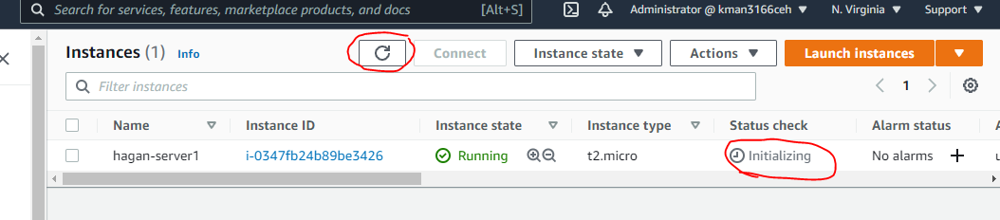 Search for services, features, marketplace products, and docs [Alt+S] Administrator @ kman3166ceh N. Virginia Support
Instances (1) Info Connect Instance state Actions Launch instances
Filter instances 1
Name Instance ID Instance state Instance type Status check Alarm status
hagan-server1 i-0347fb24b89be3426 Running t2.micro Initializing No alarms